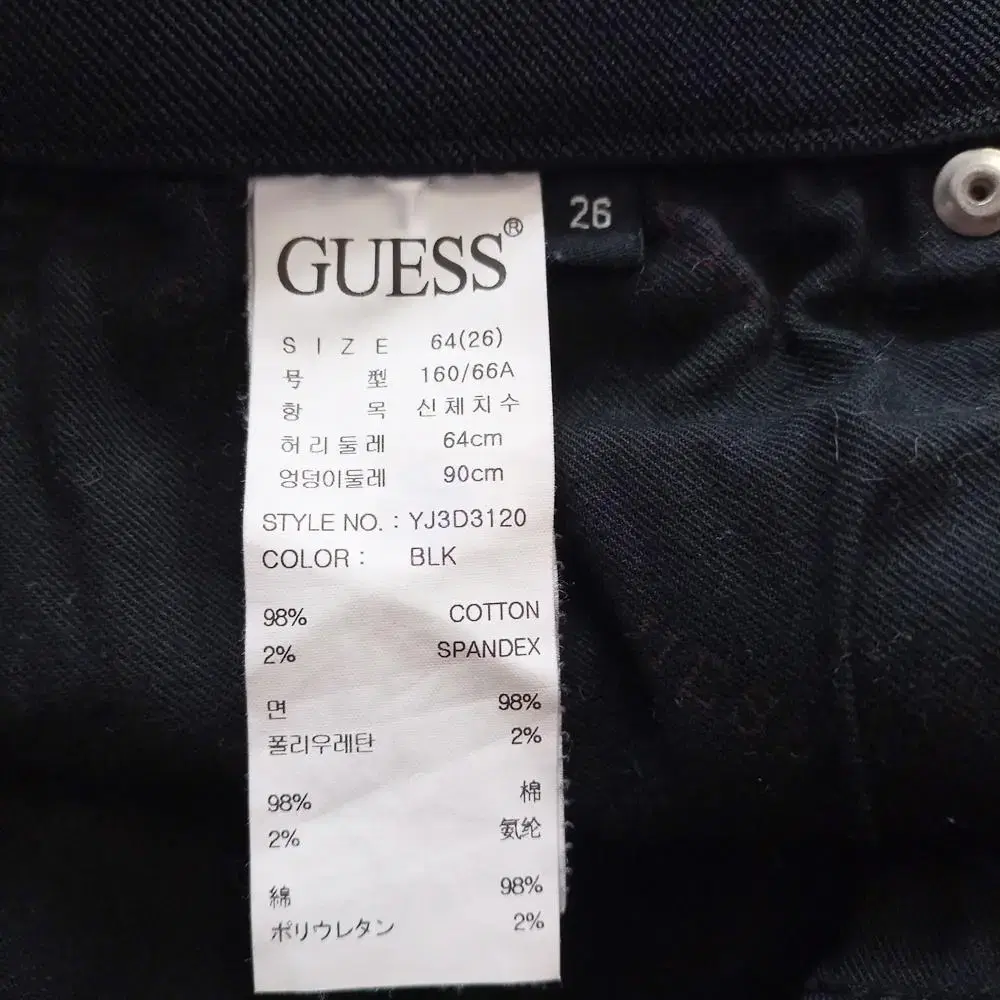 GUESS®
26
SIZE 64(26)
号型 160/66A
항목 신체치수
허리둘레 64cm
엉덩이둘레 90cm
STYLE NO. : YJ3D3120
COLOR : BLK
98% COTTON
2% SPANDEX
면 98%
폴리우레탄 2%
98% 棉
2% 氨纶
綿 98%
ポリウレタン 2%